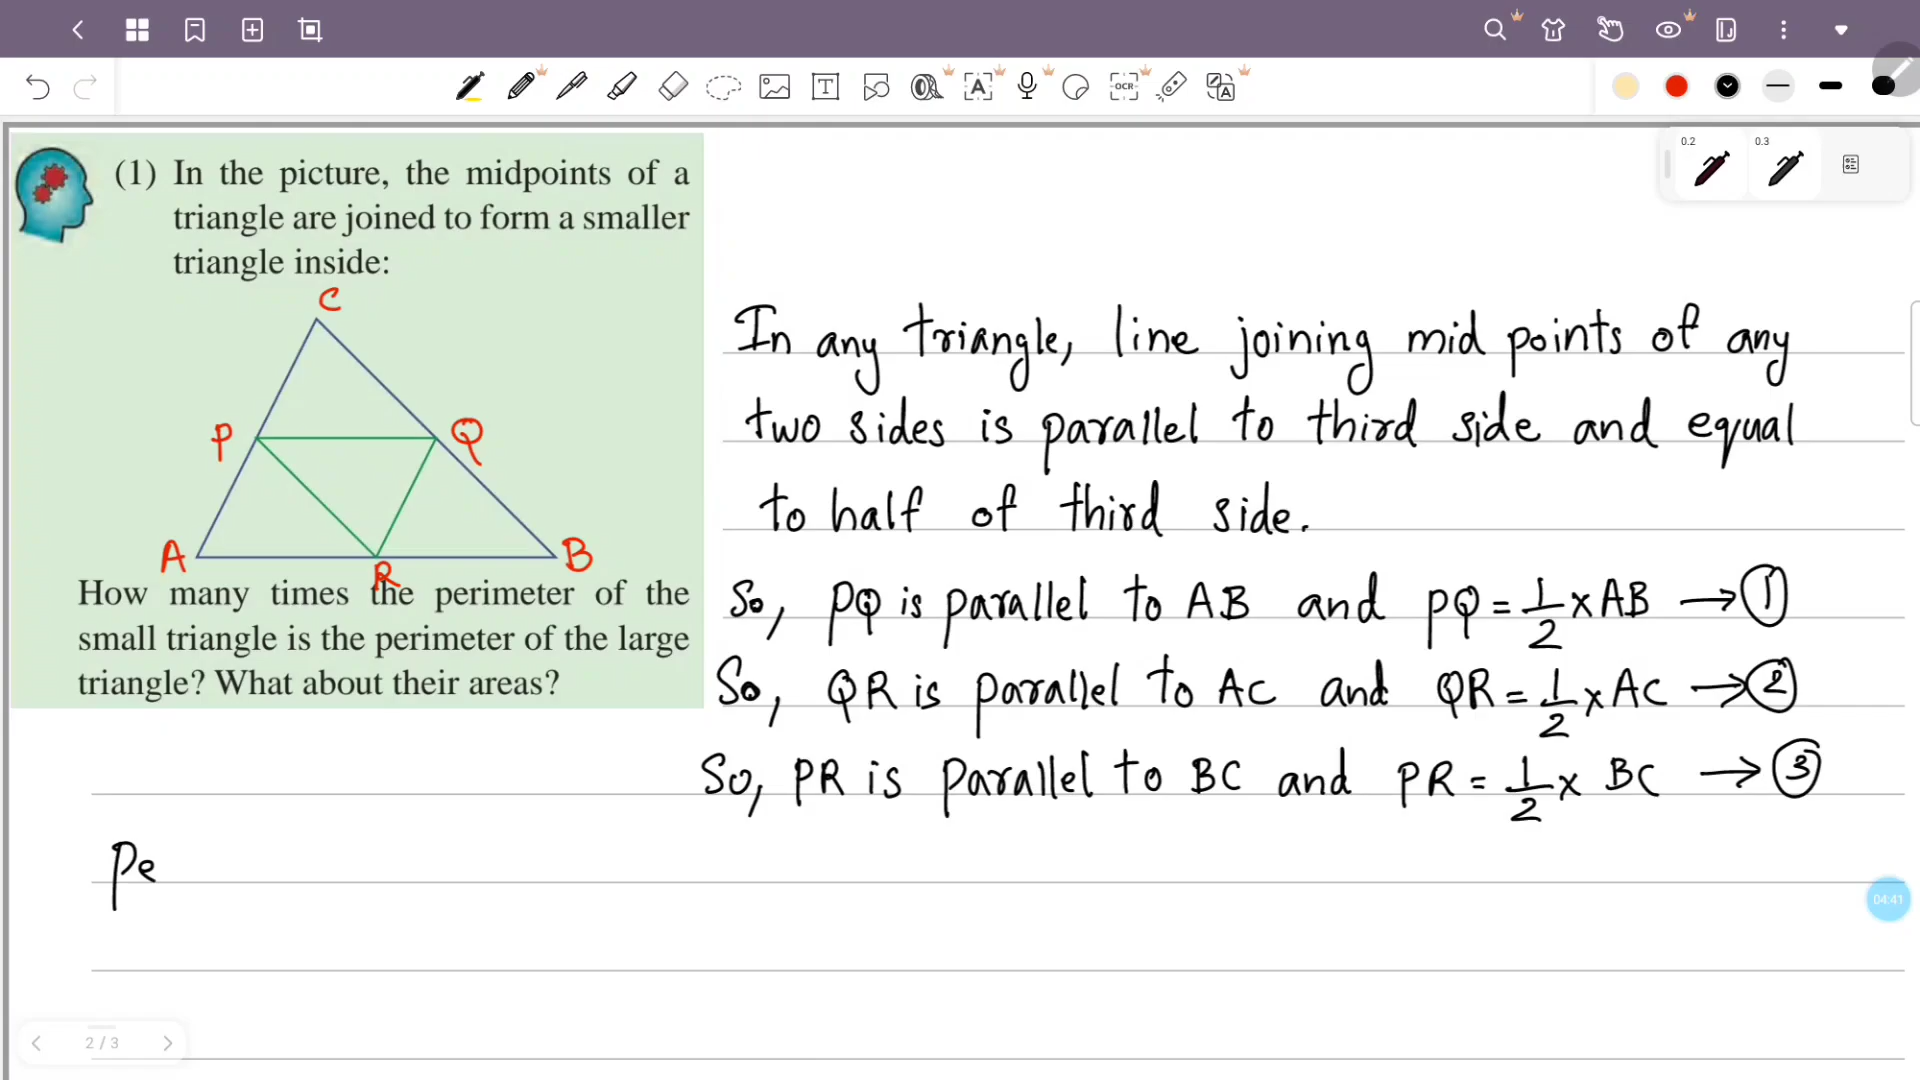 OCR
A
A
T
0.2
0.3
(1) In the picture, the midpoints of a
triangle are joined to form a smaller
triangle inside:
C
P
Q
A
R
B
How many times the perimeter of the
small triangle is the perimeter of the large
triangle? What about their areas?
In any triangle, line joining mid points of any
two sides is parallel to third side and equal
to half of third side.
So, PQ is parallel to AB and PQ = 1/2 x AB → ①
So, QR is parallel to AC and QR = 1/2 x AC → ②
So, PR is parallel to BC and PR = 1/2 x BC → ③
Pe
04:41
2 / 3